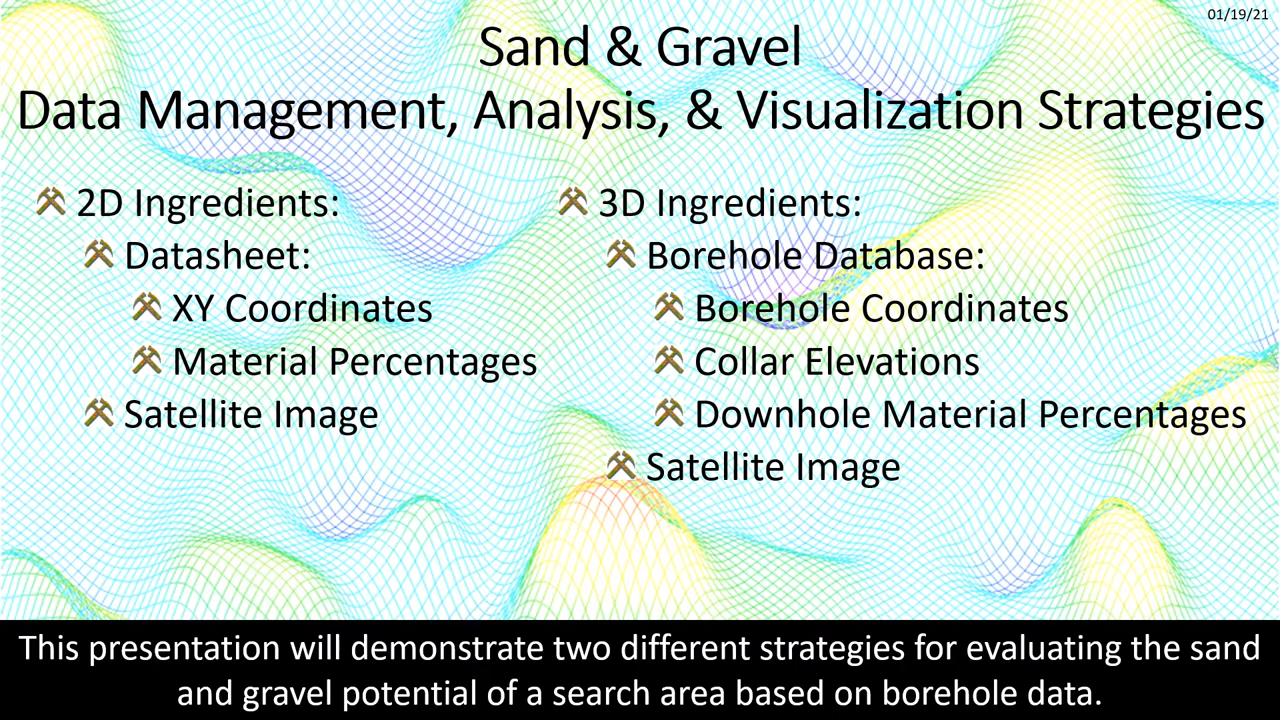 01/19/21
Sand & Gravel
Data Management, Analysis, & Visualization Strategies
2D Ingredients:
Datasheet:
XY Coordinates
Material Percentages
Satellite Image
3D Ingredients:
Borehole Database:
Borehole Coordinates
Collar Elevations
Downhole Material Percentages
Satellite Image
This presentation will demonstrate two different strategies for evaluating the sand
and gravel potential of a search area based on borehole data.